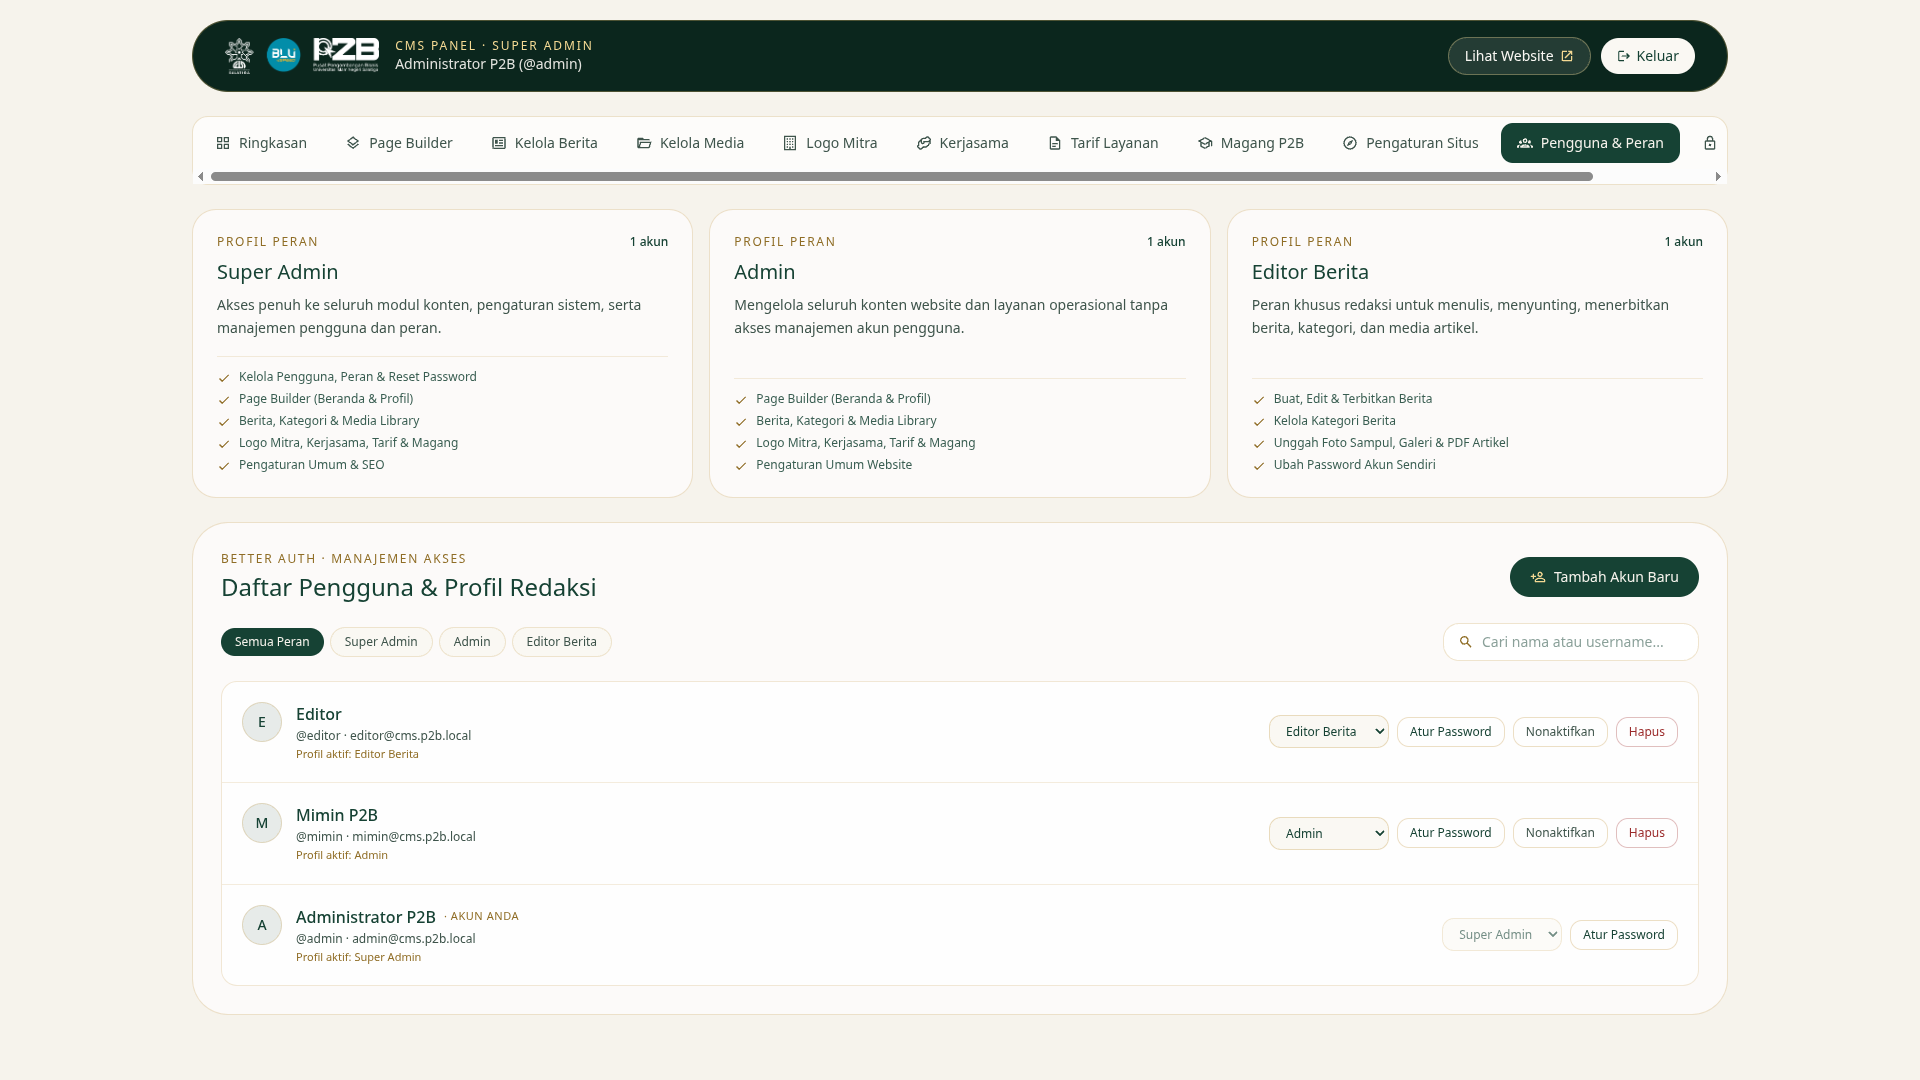 BLU
P2B
CMS PANEL · SUPER ADMIN
Administrator P2B (@admin)
Lihat Website
Keluar
Ringkasan
Page Builder
Kelola Berita
Kelola Media
Logo Mitra
Kerjasama
Tarif Layanan
Magang P2B
Pengaturan Situs
Pengguna & Peran
PROFIL PERAN
1 akun
Super Admin
Akses penuh ke seluruh modul konten, pengaturan sistem, serta
manajemen pengguna dan peran.
Kelola Pengguna, Peran & Reset Password
Page Builder (Beranda & Profil)
Berita, Kategori & Media Library
Logo Mitra, Kerjasama, Tarif & Magang
Pengaturan Umum & SEO
PROFIL PERAN
1 akun
Admin
Mengelola seluruh konten website dan layanan operasional tanpa
akses manajemen akun pengguna.
Page Builder (Beranda & Profil)
Berita, Kategori & Media Library
Logo Mitra, Kerjasama, Tarif & Magang
Pengaturan Umum Website
PROFIL PERAN
1 akun
Editor Berita
Peran khusus redaksi untuk menulis, menyunting, menerbitkan
berita, kategori, dan media artikel.
Buat, Edit & Terbitkan Berita
Kelola Kategori Berita
Unggah Foto Sampul, Galeri & PDF Artikel
Ubah Password Akun Sendiri
BETTER AUTH · MANAJEMEN AKSES
Daftar Pengguna & Profil Redaksi
Tambah Akun Baru
Semua Peran
Super Admin
Admin
Editor Berita
Cari nama atau username...
E
Editor
@editor · editor@cms.p2b.local
Profil aktif: Editor Berita
Editor Berita
Atur Password
Nonaktifkan
Hapus
M
Mimin P2B
@mimin · mimin@cms.p2b.local
Profil aktif: Admin
Admin
Atur Password
Nonaktifkan
Hapus
A
Administrator P2B · AKUN ANDA
@admin · admin@cms.p2b.local
Profil aktif: Super Admin
Super Admin
Atur Password